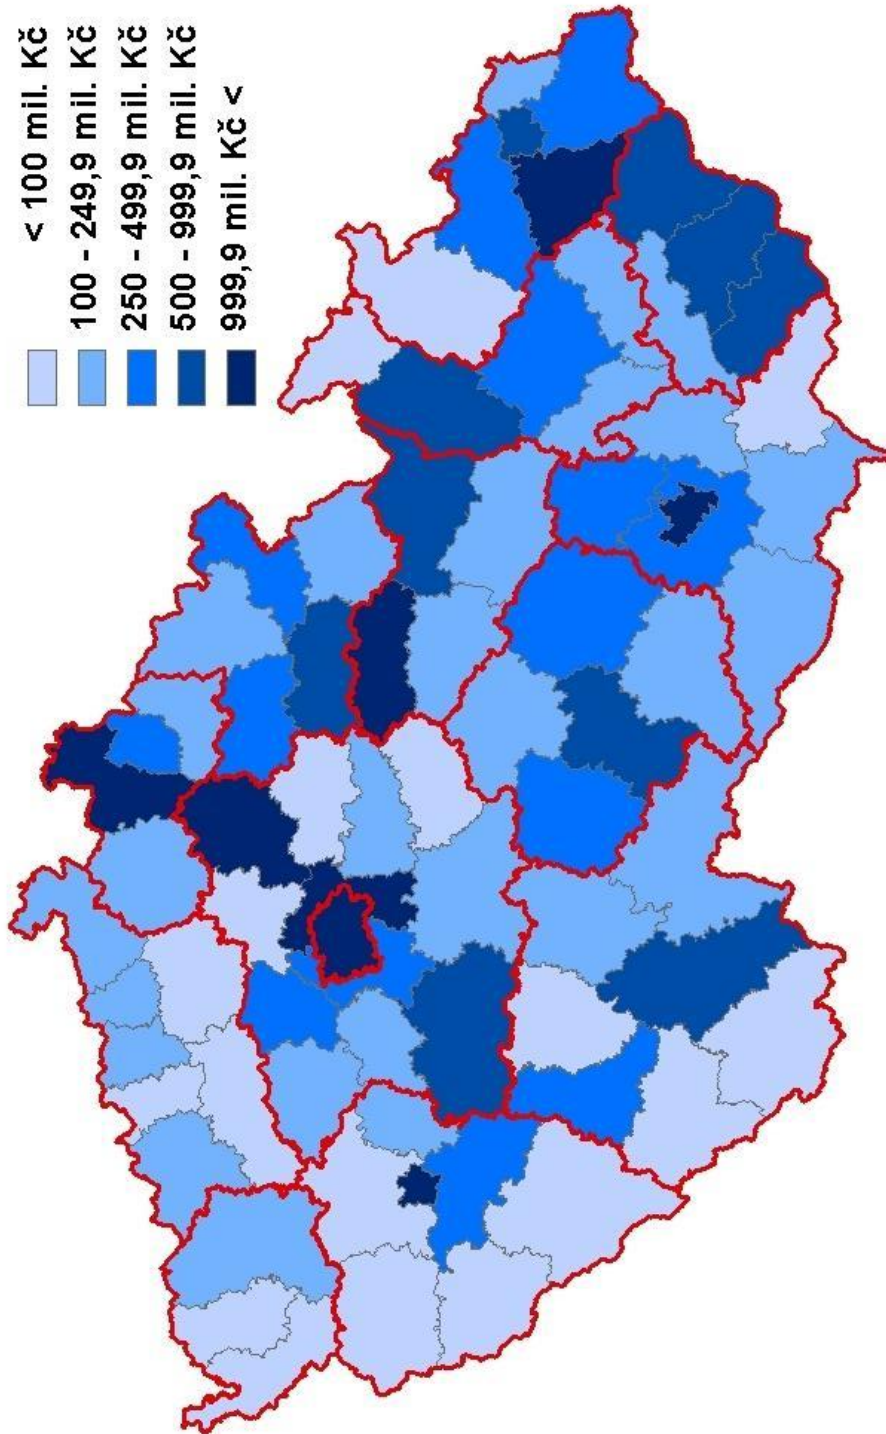 < 100 mil. Kč
100 - 249,9 mil. Kč
250 - 499,9 mil. Kč
500 - 999,9 mil. Kč
999,9 mil. Kč <